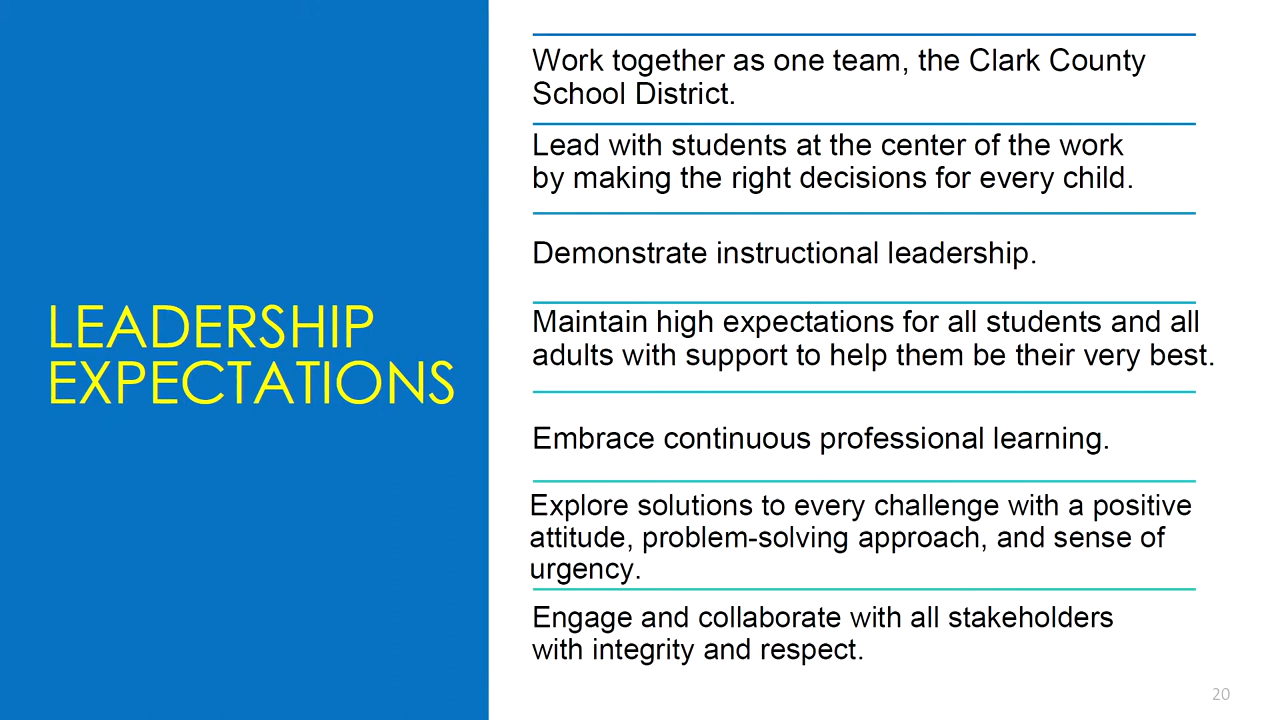 LEADERSHIP
EXPECTATIONS
Work together as one team, the Clark County
School District.
Lead with students at the center of the work
by making the right decisions for every child.
Demonstrate instructional leadership.
Maintain high expectations for all students and all
adults with support to help them be their very best.
Embrace continuous professional learning.
Explore solutions to every challenge with a positive
attitude, problem-solving approach, and sense of
urgency.
Engage and collaborate with all stakeholders
with integrity and respect.
20